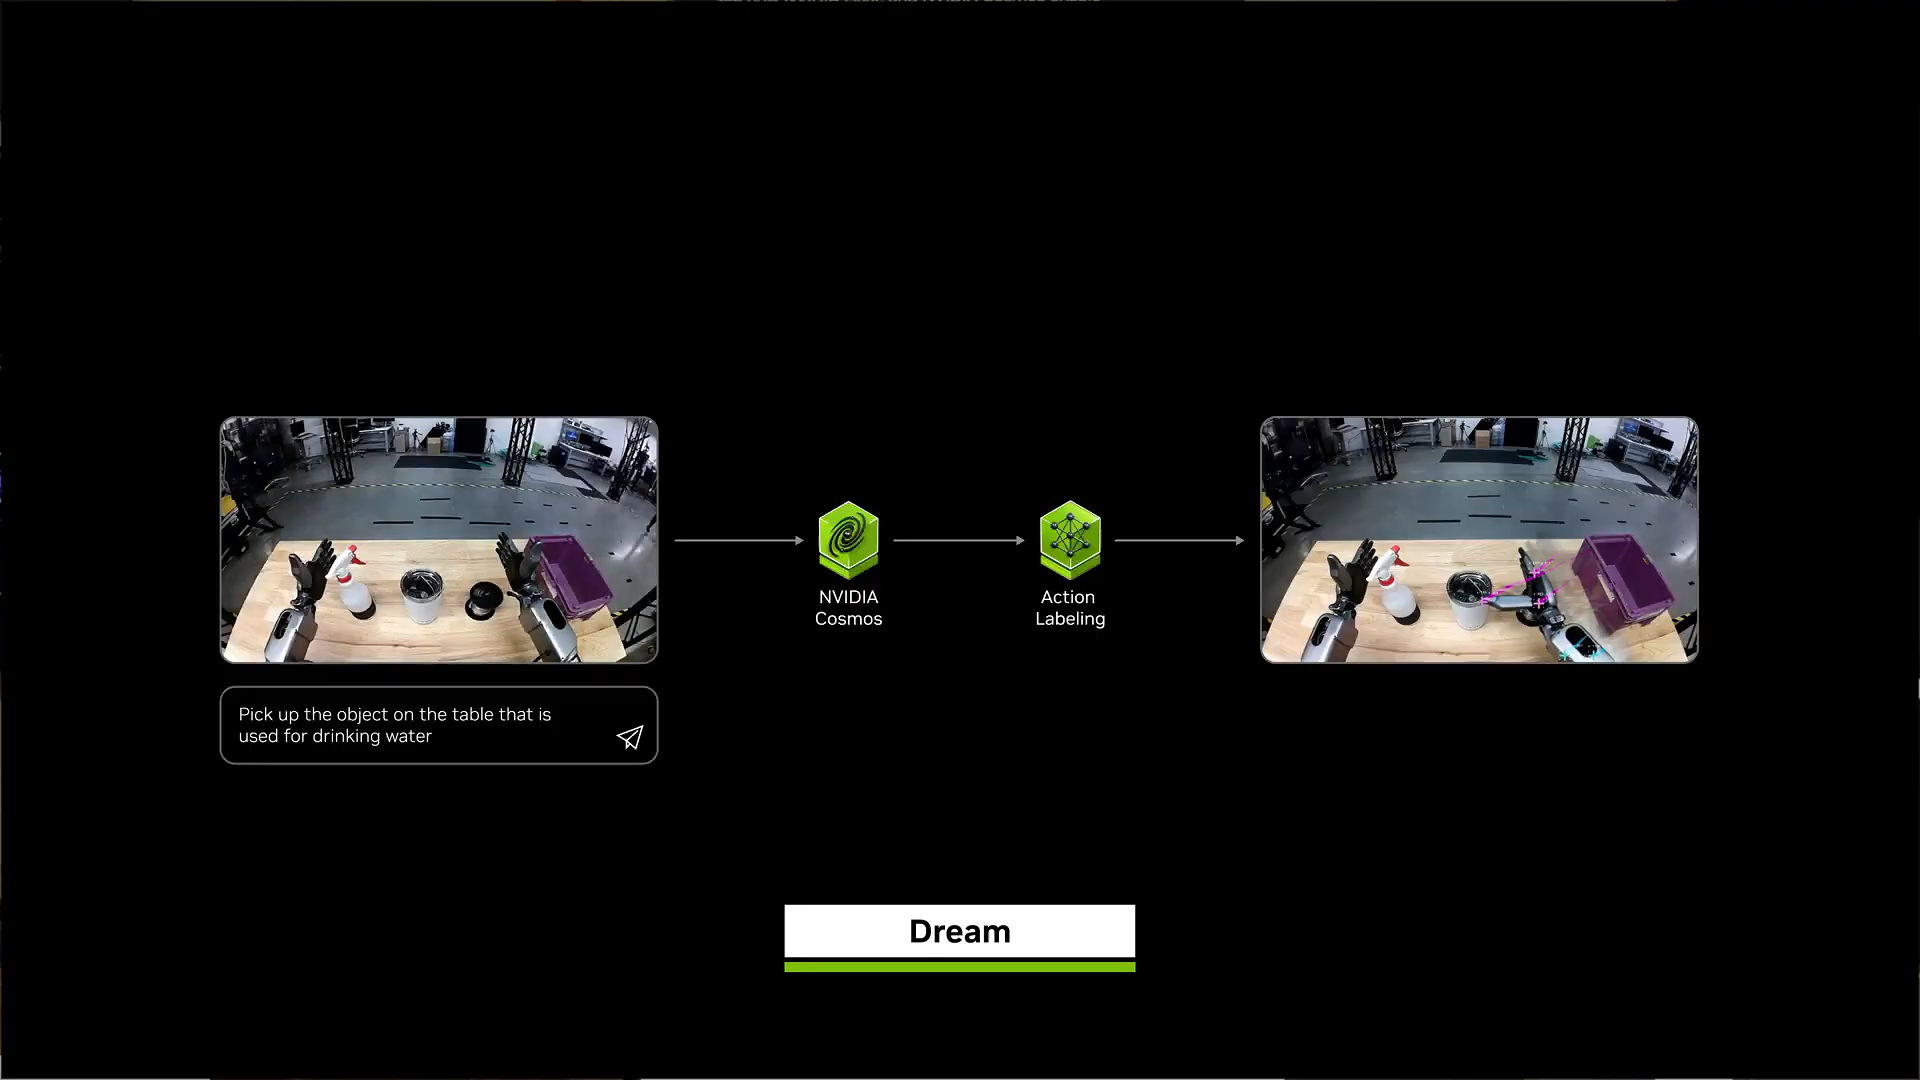 Pick up the object on the table that is
used for drinking water
NVIDIA
Cosmos
Action
Labeling
Dream